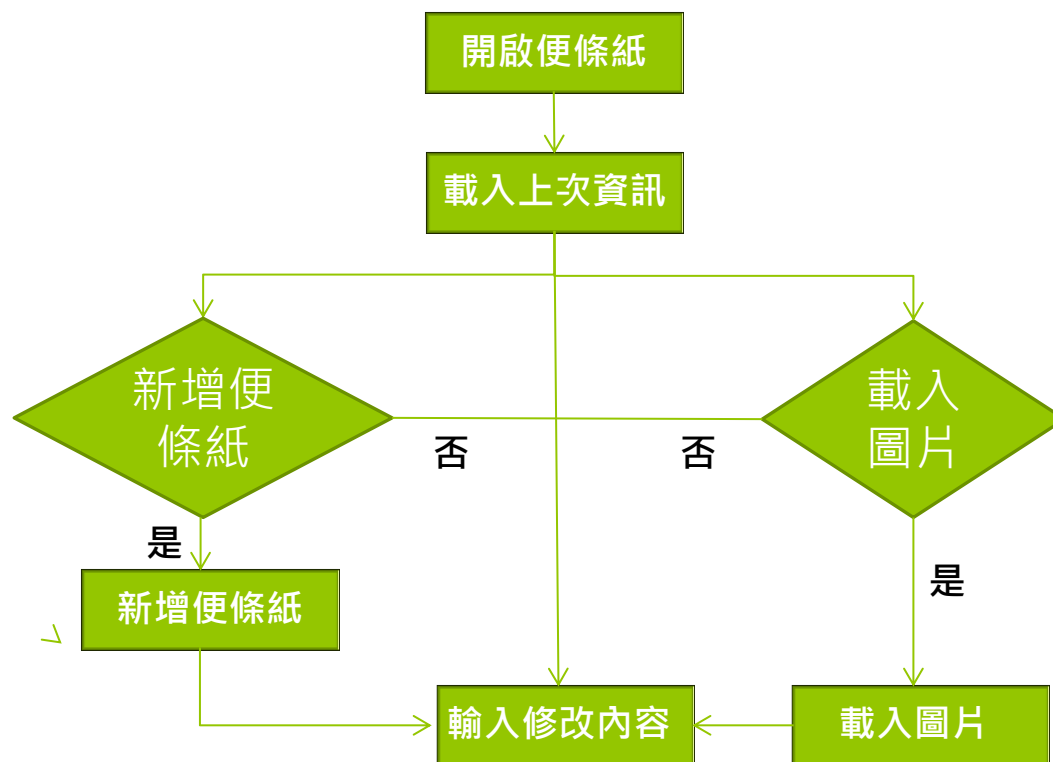 開啟便條紙
載入上次資訊
新增便
條紙
載入
圖片
否
否
是
是
新增便條紙
輸入修改內容
載入圖片